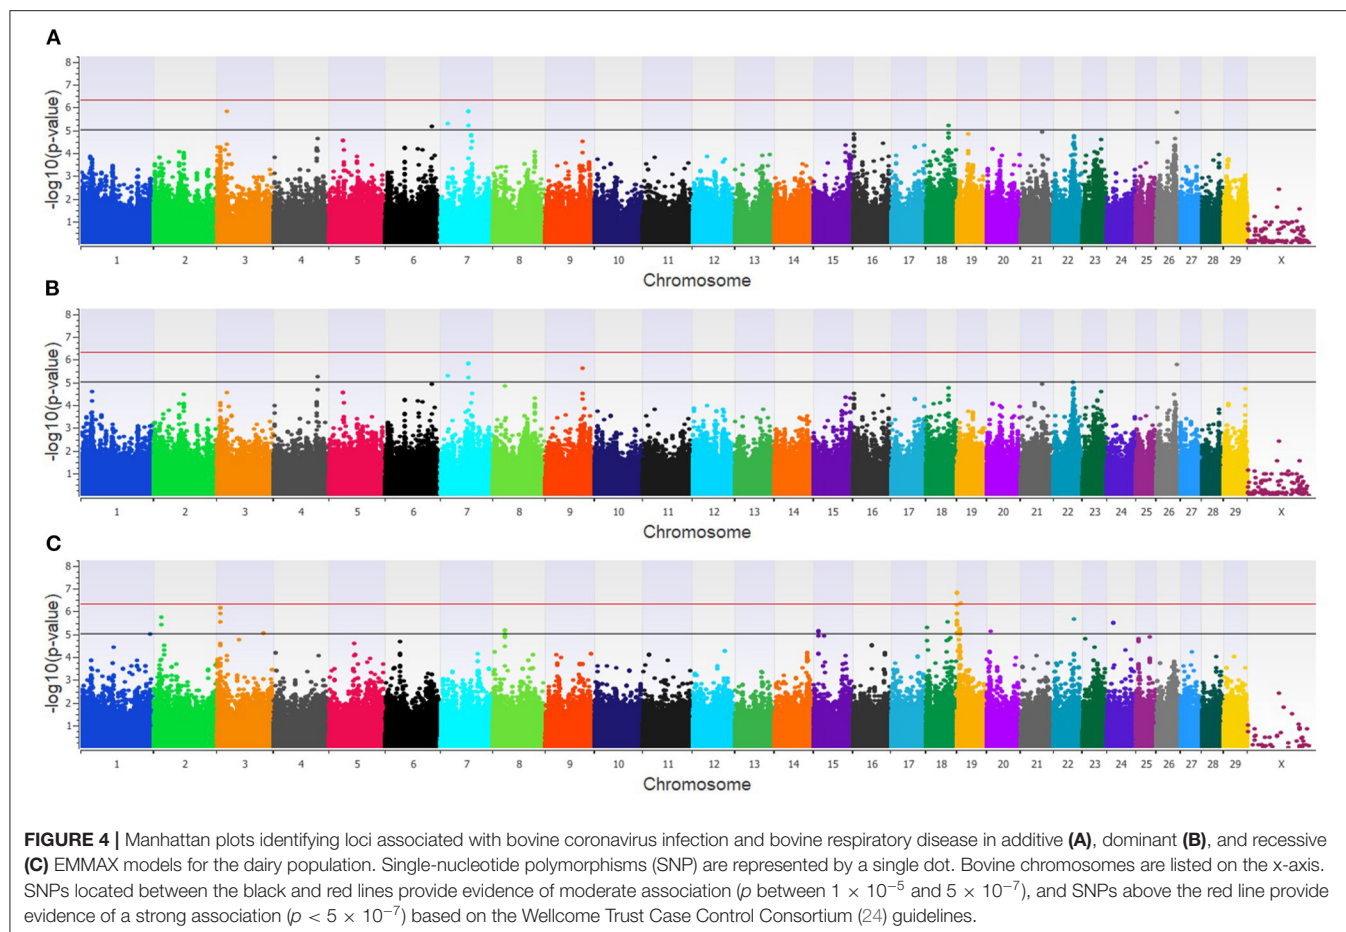 A
-log10(p-value)
8
7
6
5
4
3
2
1
1 2 3 4 5 6 7 8 9 10 11 12 13 14 15 16 17 18 19 20 21 22 23 24 25 26 27 28 29 X
Chromosome
B
-log10(p-value)
8
7
6
5
4
3
2
1
1 2 3 4 5 6 7 8 9 10 11 12 13 14 15 16 17 18 19 20 21 22 23 24 25 26 27 28 29 X
Chromosome
C
-log10(p-value)
8
7
6
5
4
3
2
1
1 2 3 4 5 6 7 8 9 10 11 12 13 14 15 16 17 18 19 20 21 22 23 24 25 26 27 28 29 X
Chromosome
FIGURE 4 | Manhattan plots identifying loci associated with bovine coronavirus infection and bovine respiratory disease in additive (A), dominant (B), and recessive
(C) EMMAX models for the dairy population. Single-nucleotide polymorphisms (SNP) are represented by a single dot. Bovine chromosomes are listed on the x-axis.
SNPs located between the black and red lines provide evidence of moderate association (p between 1 × 10⁻⁵ and 5 × 10⁻⁷), and SNPs above the red line provide
evidence of a strong association (p < 5 × 10⁻⁷) based on the Wellcome Trust Case Control Consortium (24) guidelines.